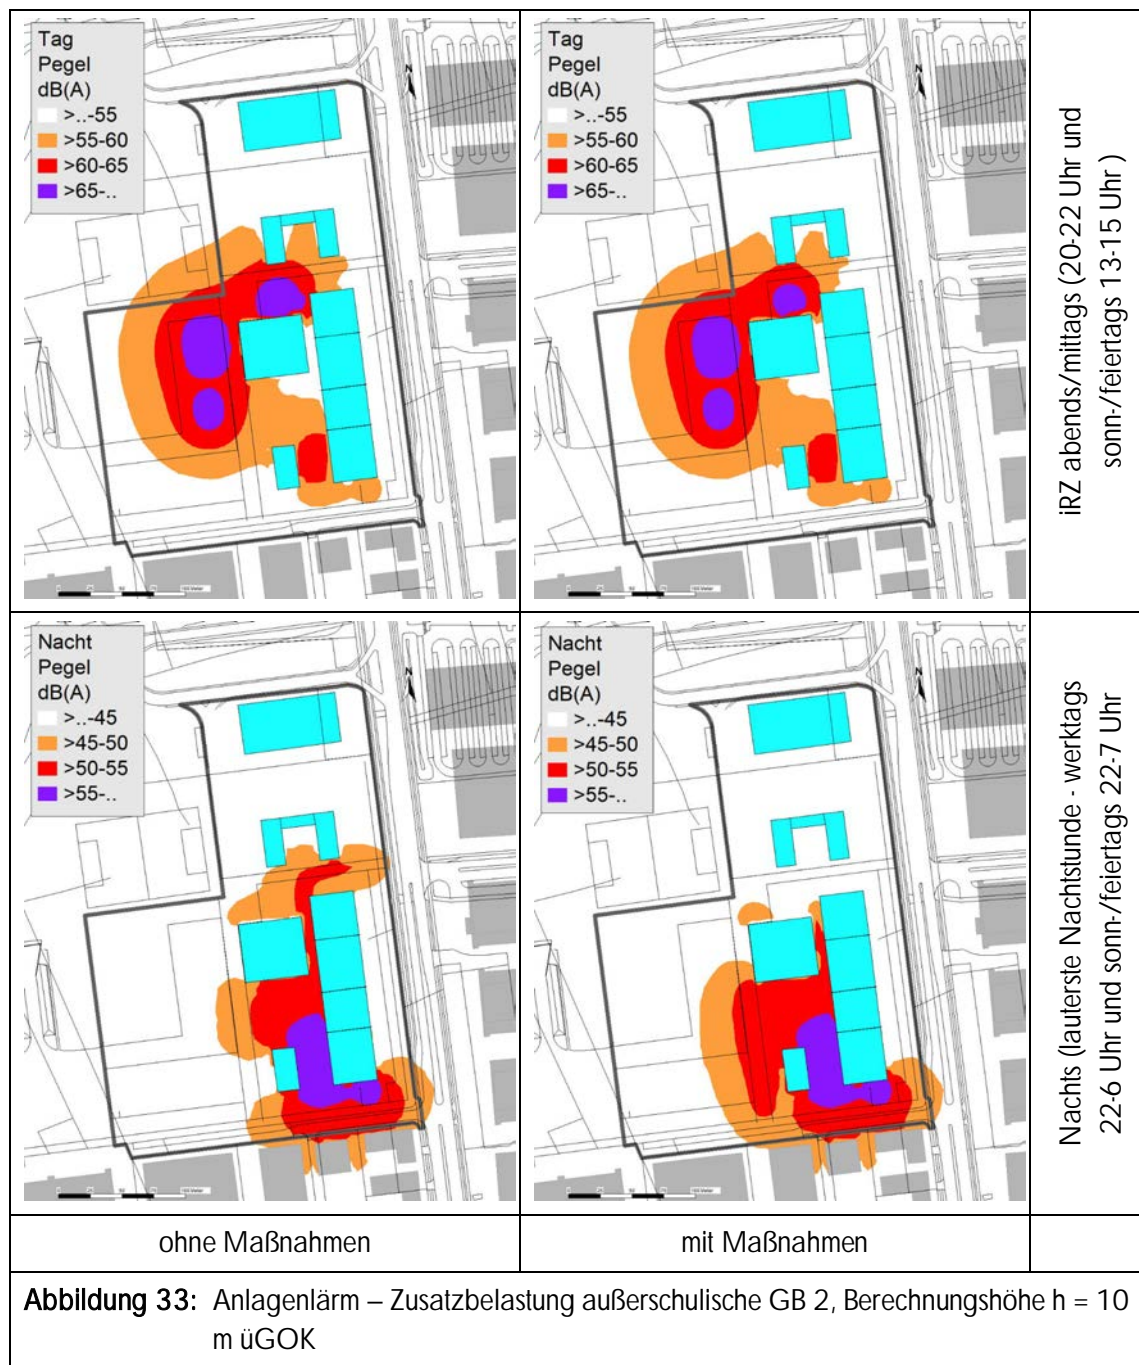 Tag
Pegel
dB(A)
>..-55
>55-60
>60-65
>65-..
N
Tag
Pegel
dB(A)
>..-55
>55-60
>60-65
>65-..
N
iRZ abends/mittags (20-22 Uhr und
sonn-/feiertags 13-15 Uhr )
Nacht
Pegel
dB(A)
>..-45
>45-50
>50-55
>55-..
N
Nacht
Pegel
dB(A)
>..-45
>45-50
>50-55
>55-..
N
Nachts (lauterste Nachtstunde - werktags
22-6 Uhr und sonn-/feiertags 22-7 Uhr
ohne Maßnahmen
mit Maßnahmen
Abbildung 33: Anlagenlärm – Zusatzbelastung außerschulische GB 2, Berechnungshöhe h = 10
m üGOK